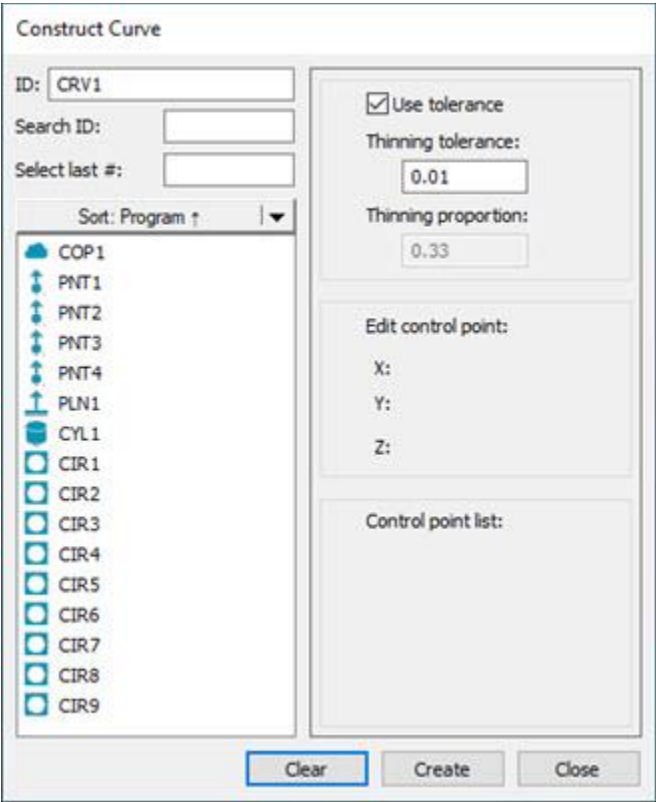 Construct Curve
ID: CRV1
Search ID:
Select last #:
Sort: Program ↑
COP1
PNT1
PNT2
PNT3
PNT4
PLN1
CYL1
CIR1
CIR2
CIR3
CIR4
CIR5
CIR6
CIR7
CIR8
CIR9
Use tolerance
Thinning tolerance:
0.01
Thinning proportion:
0.33
Edit control point:
X:
Y:
Z:
Control point list:
Clear Create Close